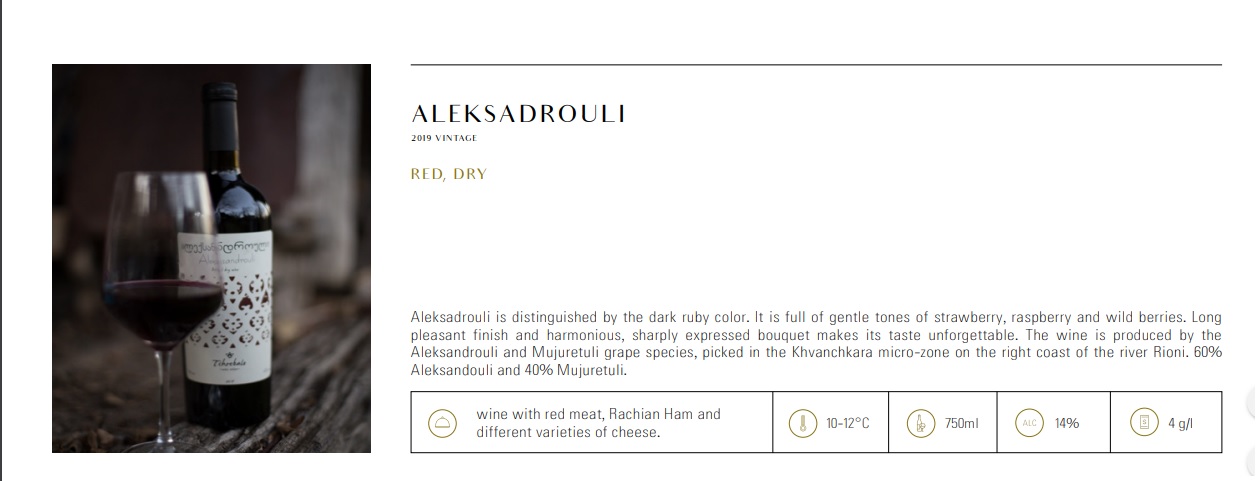 ALEKSADROULI
2019 VINTAGE
RED, DRY
ალექსანდროული
Tchrebalo
Aleksadrouli is distinguished by the dark ruby color. It is full of gentle tones of strawberry, raspberry and wild berries. Long
pleasant finish and harmonious, sharply expressed bouquet makes its taste unforgettable. The wine is produced by the
Aleksandrouli and Mujuretuli grape species, picked in the Khvanchkara micro-zone on the right coast of the river Rioni. 60%
Aleksandouli and 40% Mujuretuli.
wine with red meat, Rachian Ham and
different varieties of cheese.
10-12°C
750ml
ALC
14%
S
4 g/l